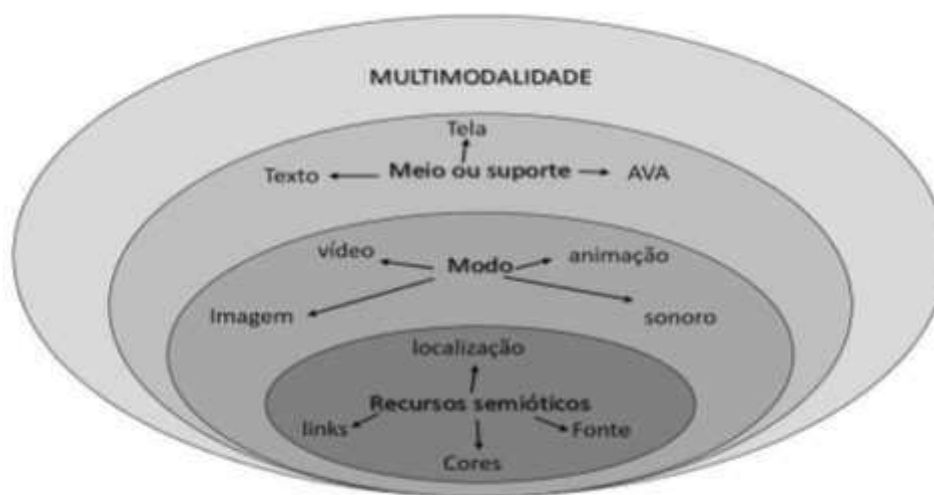 MULTIMODALIDADE
Tela
Texto Meio ou suporte AVA
vídeo Modo animação
Imagem sonoro
localização
Recursos semióticos
links Fonte
Cores